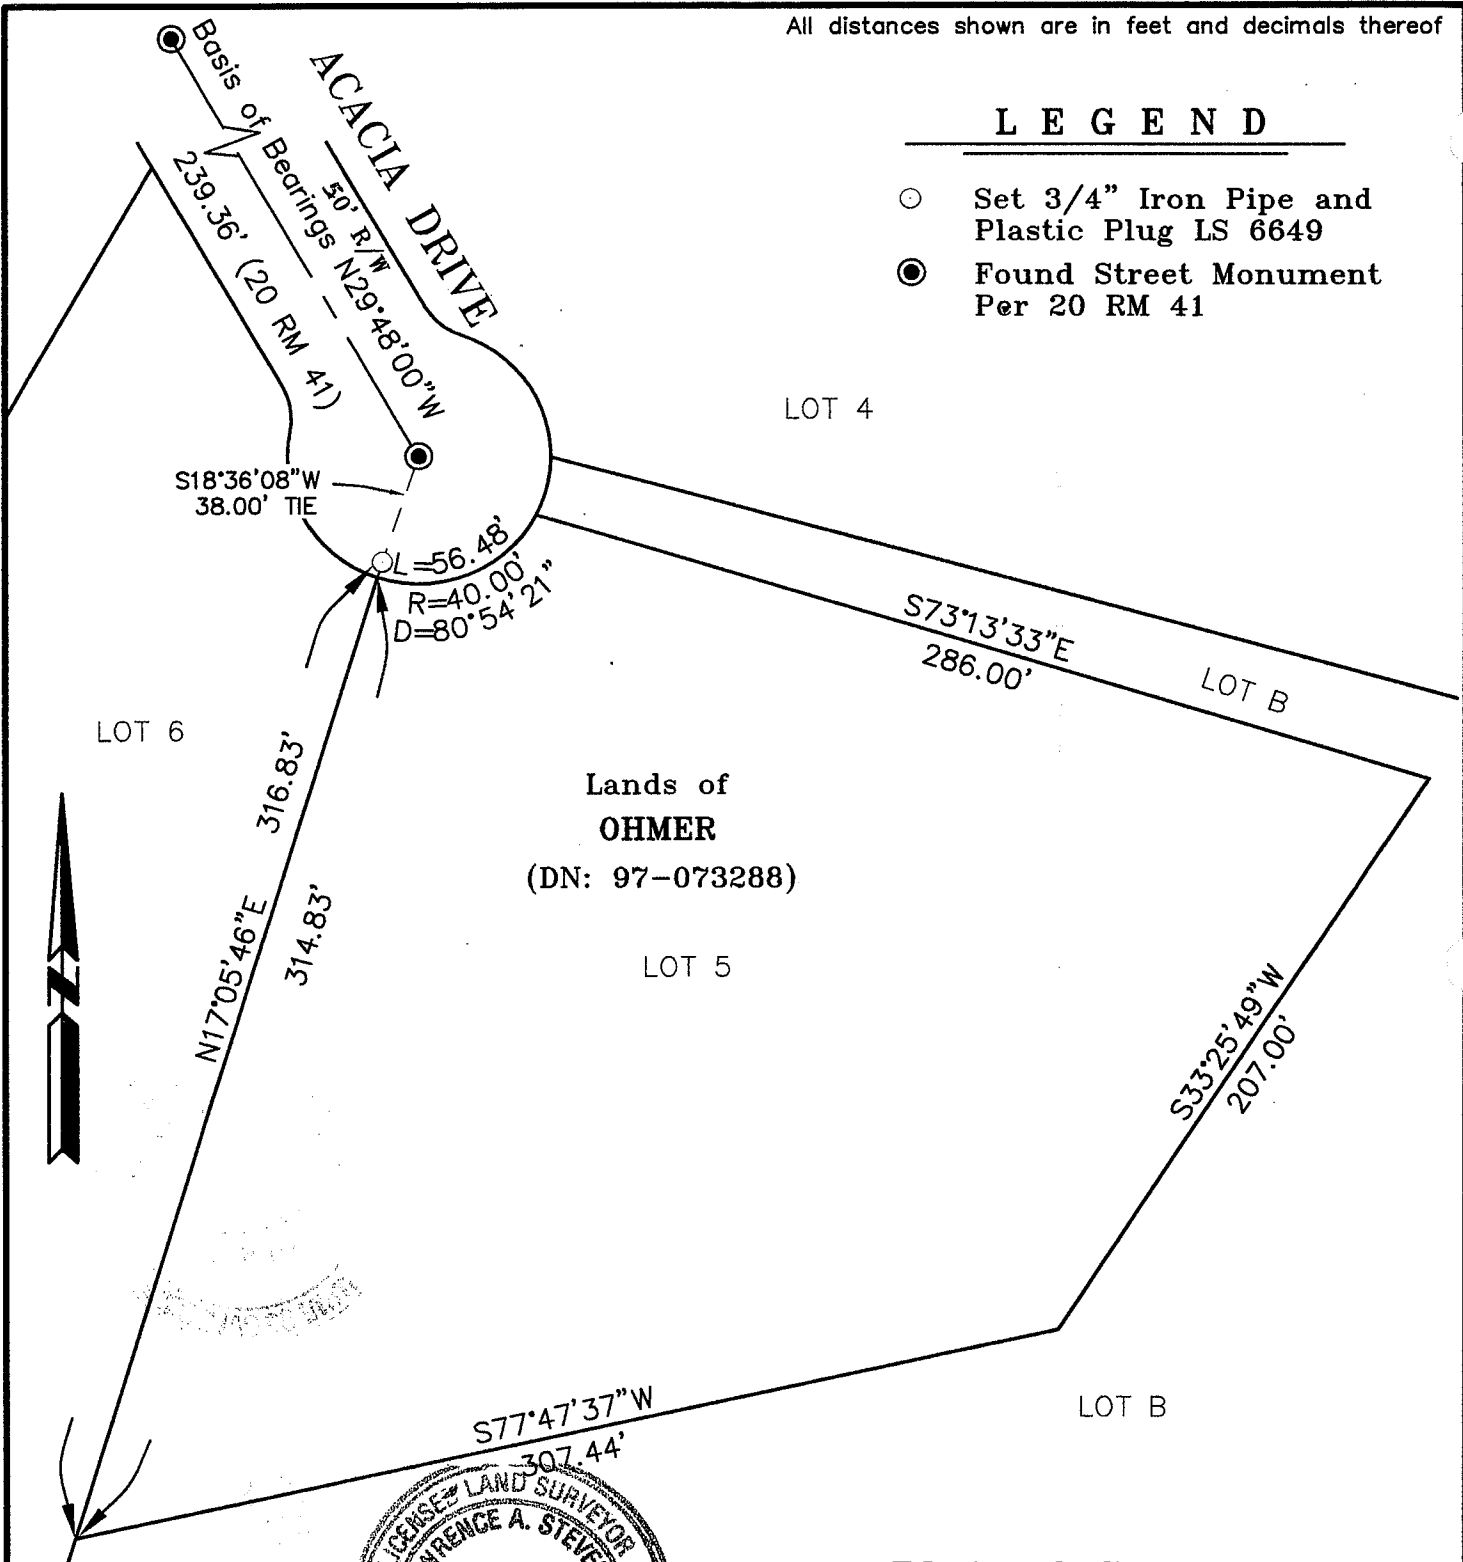 All distances shown are in feet and decimals thereof
Basis of Bearings N29°48'00"W
239.36' (20 RM 41)
50' R/W
ACACIA DRIVE
LEGEND
Set 3/4" Iron Pipe and
Plastic Plug LS 6649
Found Street Monument
Per 20 RM 41
LOT 4
S18°36'08"W
38.00' TIE
L=56.48'
R=40.00'
D=80°54'21"
S73°13'33"E
286.00'
LOT B
LOT 6
316.83'
Lands of
OHMER
(DN: 97-073288)
N17°05'46"E
314.83'
LOT 5
N
S33°25'49"W
207.00'
S77°47'37"W
307.44'
LOT B
LAND SURVEYOR